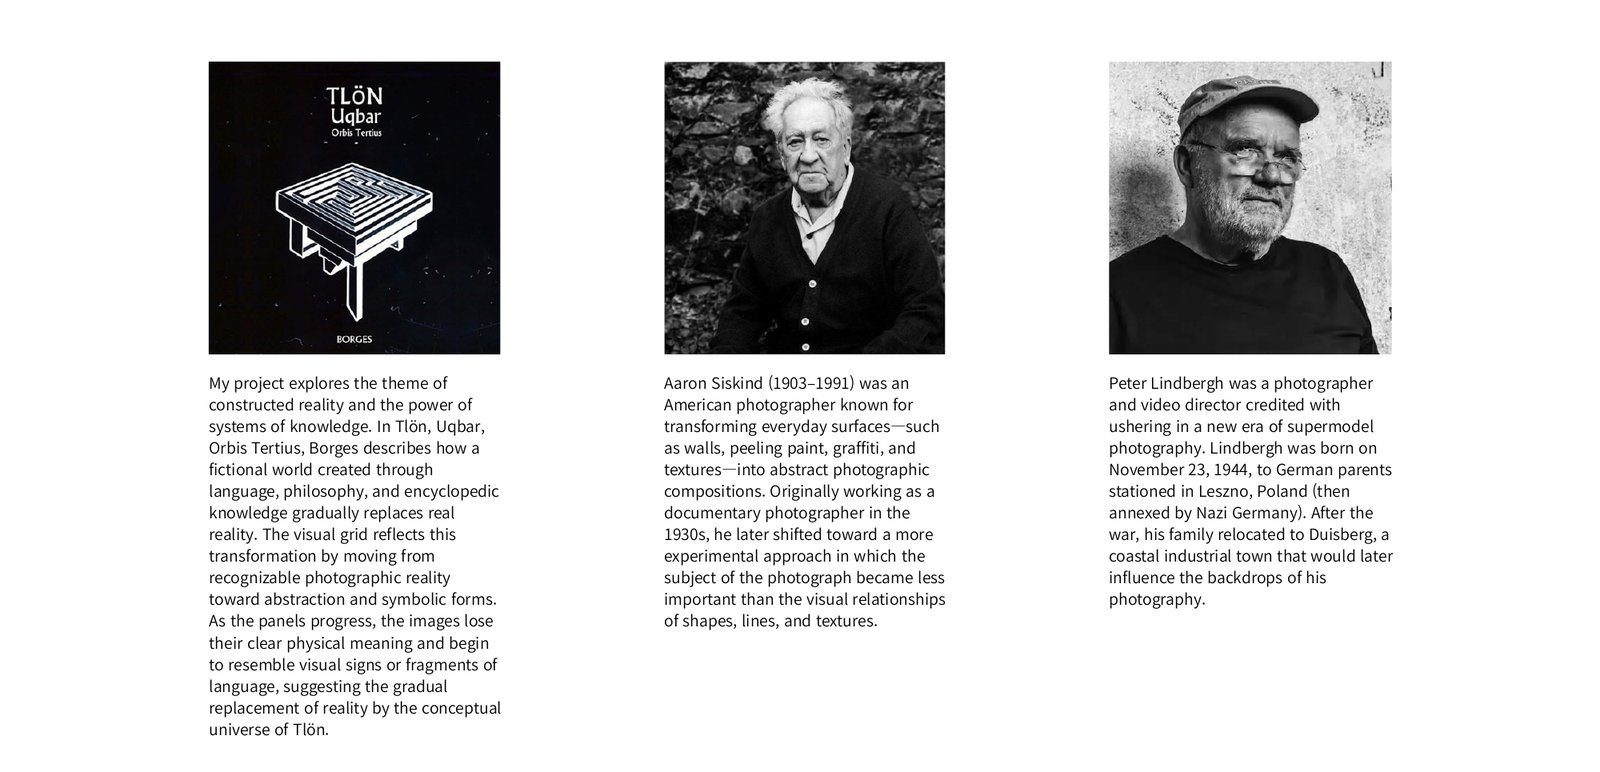 TLÖN
Uqbar
Orbis Tertius
BORGES
My project explores the theme of
constructed reality and the power of
systems of knowledge. In Tlön, Uqbar,
Orbis Tertius, Borges describes how a
fictional world created through
language, philosophy, and encyclopedic
knowledge gradually replaces real
reality. The visual grid reflects this
transformation by moving from
recognizable photographic reality
toward abstraction and symbolic forms.
As the panels progress, the images lose
their clear physical meaning and begin
to resemble visual signs or fragments of
language, suggesting the gradual
replacement of reality by the conceptual
universe of Tlön.
Aaron Siskind (1903–1991) was an
American photographer known for
transforming everyday surfaces—such
as walls, peeling paint, graffiti, and
textures—into abstract photographic
compositions. Originally working as a
documentary photographer in the
1930s, he later shifted toward a more
experimental approach in which the
subject of the photograph became less
important than the visual relationships
of shapes, lines, and textures.
Peter Lindbergh was a photographer
and video director credited with
ushering in a new era of supermodel
photography. Lindbergh was born on
November 23, 1944, to German parents
stationed in Leszno, Poland (then
annexed by Nazi Germany). After the
war, his family relocated to Duisberg, a
coastal industrial town that would later
influence the backdrops of his
photography.